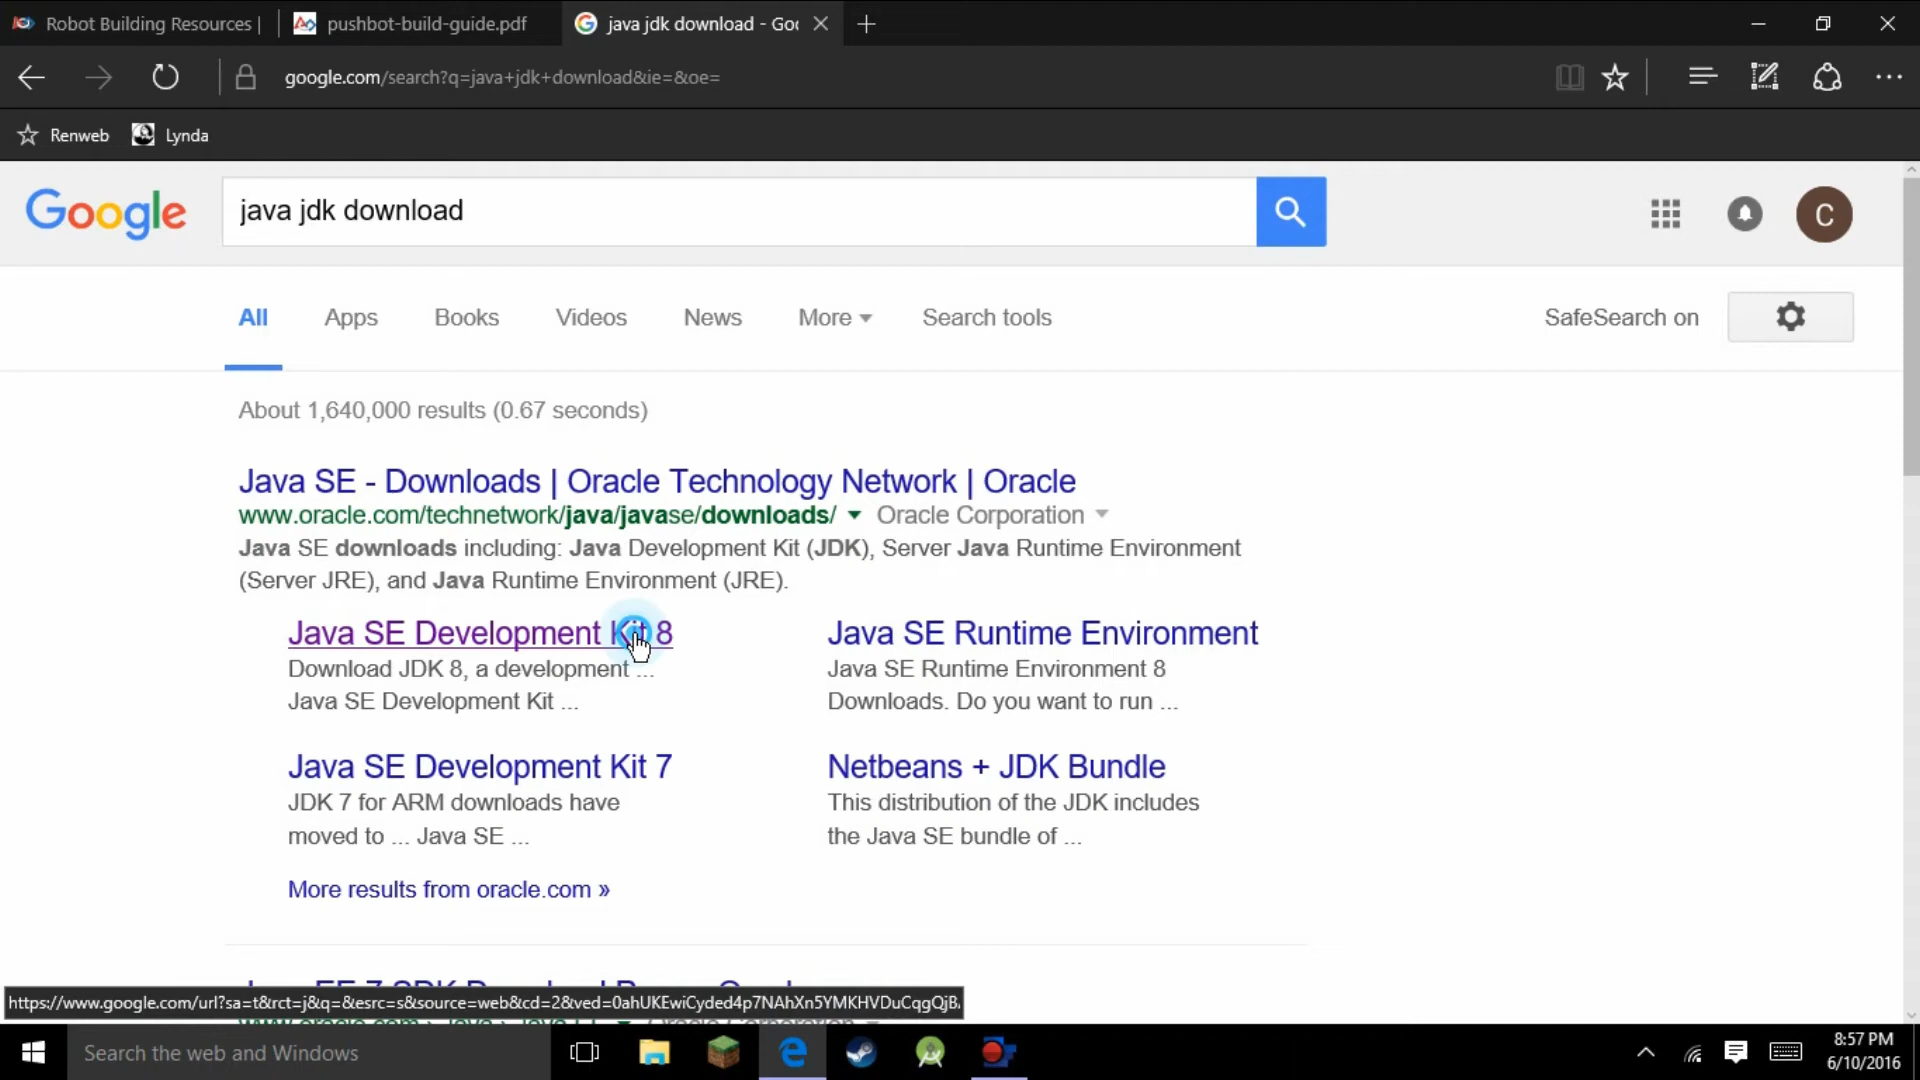 Robot Building Resources |
pushbot-build-guide.pdf
java jdk download - Goo
google.com/search?q=java+jdk+download&ie=&oe=
Renweb
Lynda
Google
java jdk download
C
All
Apps
Books
Videos
News
More
Search tools
SafeSearch on
About 1,640,000 results (0.67 seconds)
Java SE - Downloads | Oracle Technology Network | Oracle
www.oracle.com/technetwork/java/javase/downloads/
Oracle Corporation
Java SE downloads including: Java Development Kit (JDK), Server Java Runtime Environment
(Server JRE), and Java Runtime Environment (JRE).
Java SE Development Kit 8
Download JDK 8, a development ...
Java SE Development Kit ...
Java SE Runtime Environment
Java SE Runtime Environment 8
Downloads. Do you want to run ...
Java SE Development Kit 7
JDK 7 for ARM downloads have
moved to ... Java SE ...
Netbeans + JDK Bundle
This distribution of the JDK includes
the Java SE bundle of ...
More results from oracle.com »
https://www.google.com/url?sa=t&rct=j&q=&esrc=s&source=web&cd=2&ved=0ahUKEwiCyded4p7NAhXn5YMKHVDuCqgQjB
Search the web and Windows
8:57 PM
6/10/2016